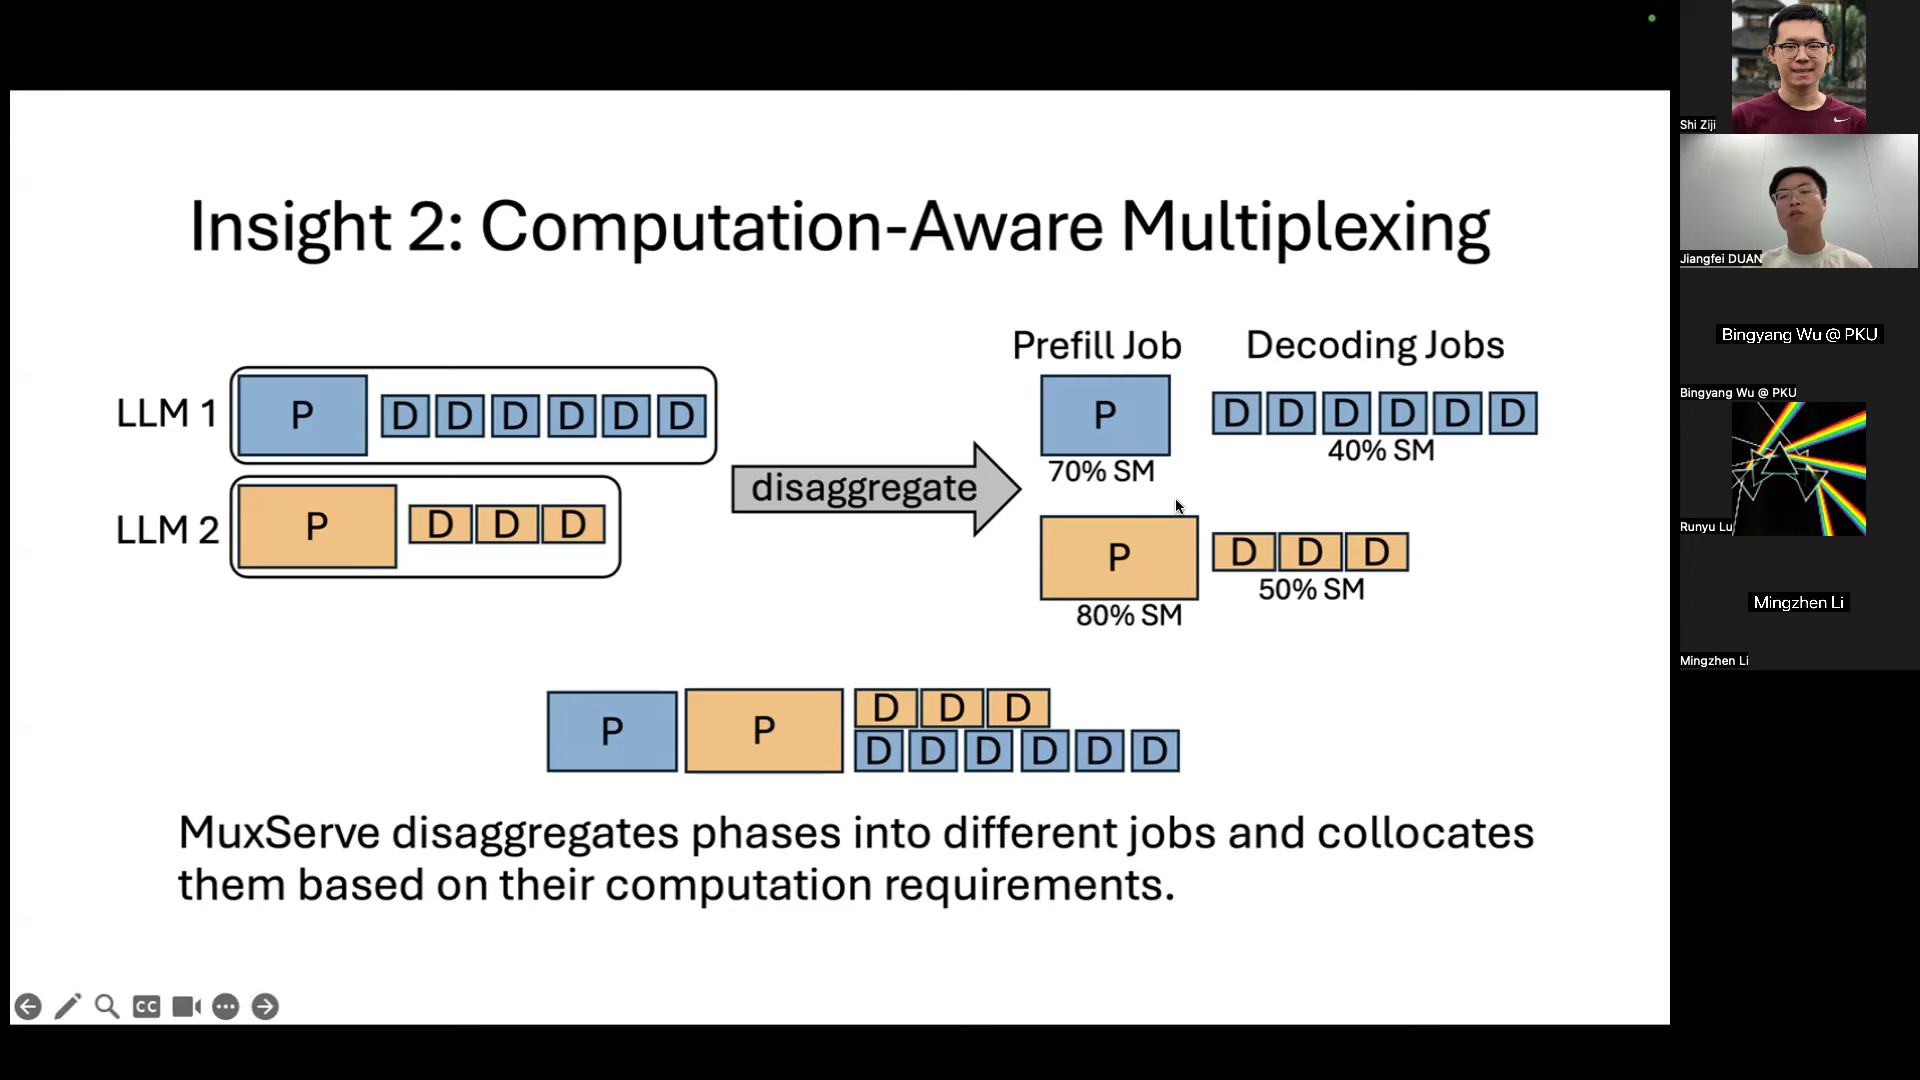 Insight 2: Computation-Aware Multiplexing
Prefill Job
Decoding Jobs
LLM 1
P
D D D D D D
LLM 2
P
D D D
disaggregate
P
70% SM
D D D D D D
40% SM
P
80% SM
D D D
50% SM
P
P
D D D
D D D D D D
MuxServe disaggregates phases into different jobs and collocates
them based on their computation requirements.
CC
Shi Ziji
Jiangfei DUAN
Bingyang Wu @ PKU
Bingyang Wu @ PKU
Runyu Lu
Mingzhen Li
Mingzhen Li